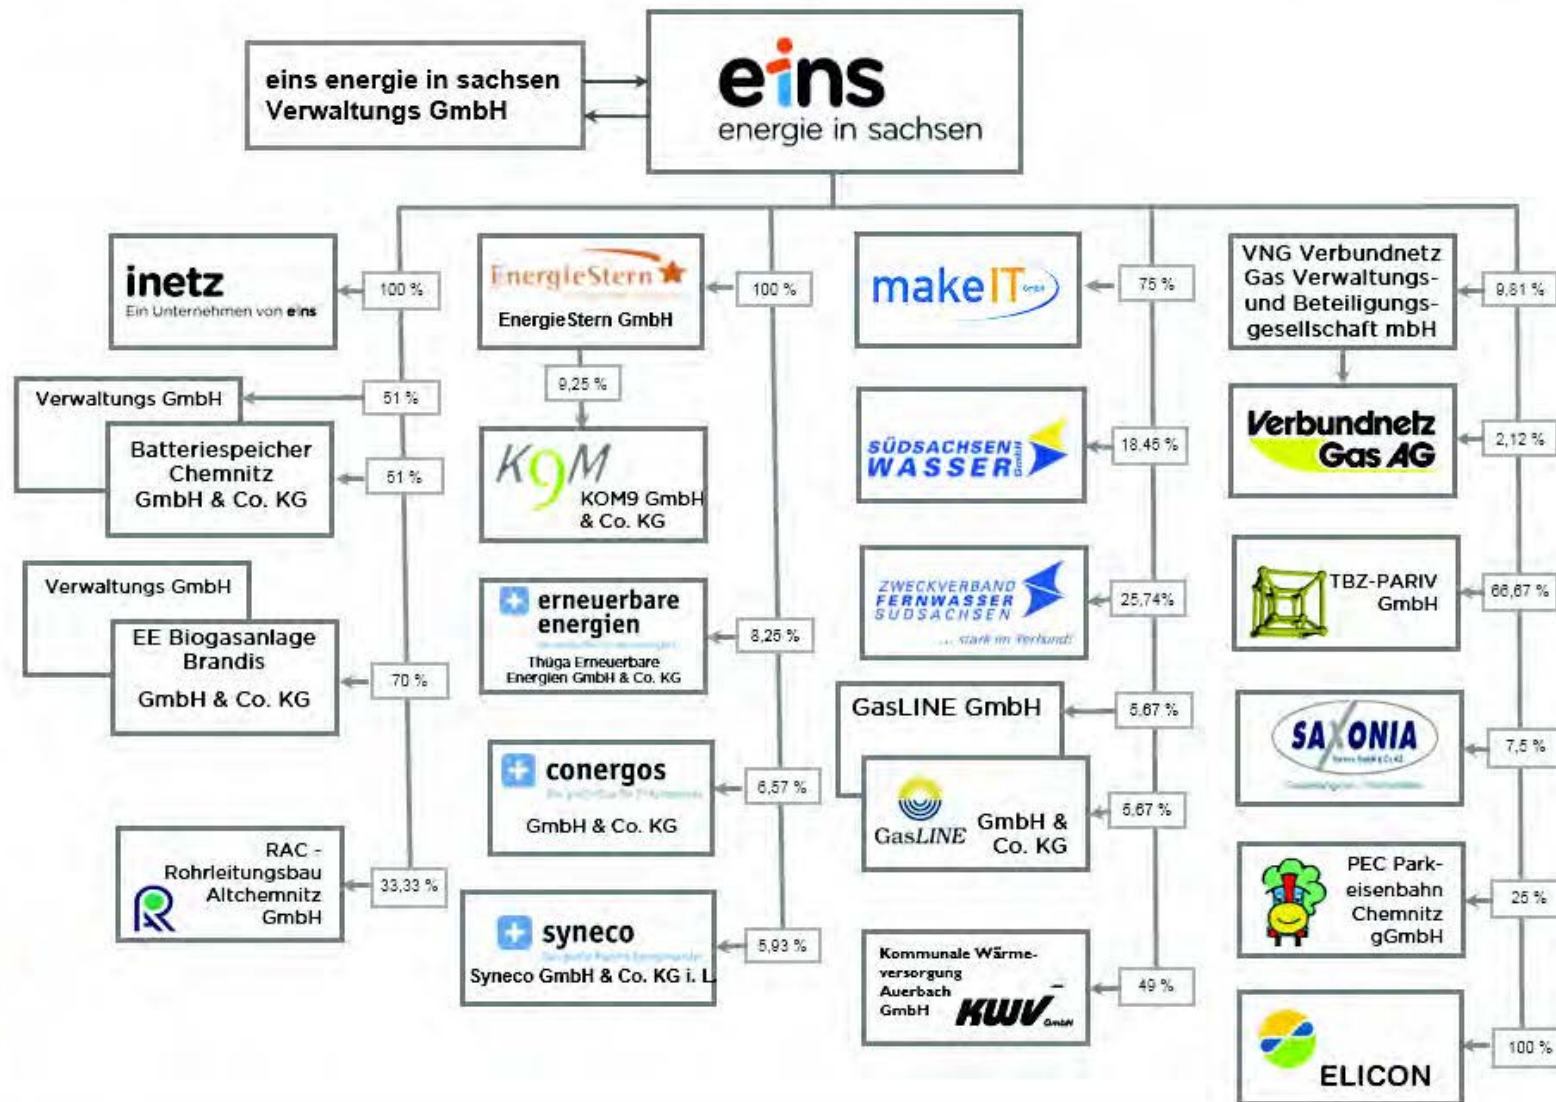 eins energie in sachsen
Verwaltungs GmbH
eins
energie in sachsen
inetz
Ein Unternehmen von eins
100 %
Verwaltungs GmbH
51 %
Batteriespeicher
Chemnitz
GmbH & Co. KG
51 %
Verwaltungs GmbH
EE Biogasanlage
Brandis
GmbH & Co. KG
70 %
RAC -
Rohrleitungsbau
Altchemnitz
GmbH
33,33 %
EnergieStern
EnergieStern GmbH
100 %
9,25 %
K9M
KOM9 GmbH
& Co. KG
erneuerbare
energien
Thüga Erneuerbare
Energien GmbH & Co. KG
8,25 %
conergos
GmbH & Co. KG
6,57 %
syneco
Syneco GmbH & Co. KG i. L.
5,93 %
makeIT GmbH
75 %
SÜDSACHSEN
WASSER GmbH
18,45 %
ZWECKVERBAND
FERNWASSER
SÜDSACHSEN
... stark im Verbund!
25,74%
GasLINE GmbH
5,67 %
GasLINE
GmbH &
Co. KG
5,67 %
Kommunale Wärme-
versorgung
Auerbach
GmbH
KWV GmbH
49 %
VNG Verbundnetz
Gas Verwaltungs-
und Beteiligungs-
gesellschaft mbH
9,81 %
Verbundnetz
Gas AG
2,12 %
TBZ-PARIV
GmbH
66,67 %
SAXONIA
7,5 %
PEC Park-
eisenbahn
Chemnitz
gGmbH
25 %
ELICON
100 %